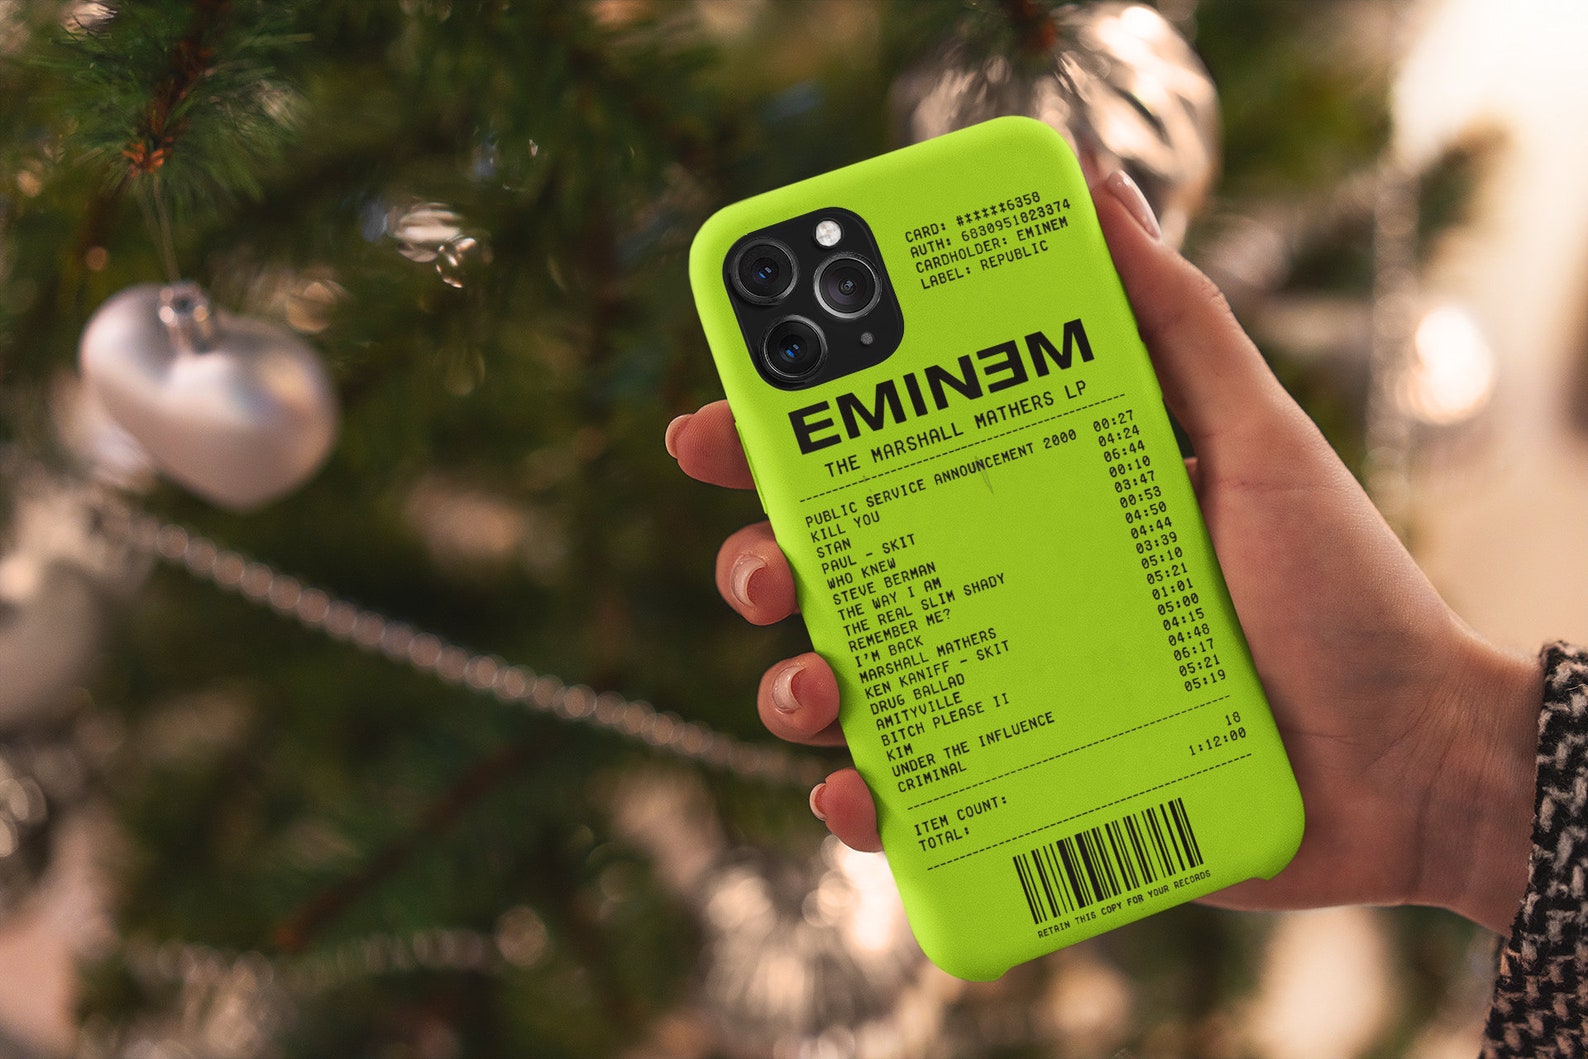 CARD: #*****6358
AUTH: 6830951823374
CARDHOLDER: EMINEM
LABEL: REPUBLIC
EMINƎM
THE MARSHALL MATHERS LP
PUBLIC SERVICE ANNOUNCEMENT 2000 00:27
KILL YOU 04:24
STAN 06:44
PAUL - SKIT 00:10
WHO KNEW 03:47
STEVE BERMAN 00:53
THE WAY I AM 04:50
THE REAL SLIM SHADY 04:44
REMEMBER ME? 03:39
I'M BACK 05:10
MARSHALL MATHERS 05:21
KEN KANIFF - SKIT 01:01
DRUG BALLAD 05:00
AMITYVILLE 04:15
BITCH PLEASE II 04:48
KIM 06:17
UNDER THE INFLUENCE 05:21
CRIMINAL 05:19
ITEM COUNT: 18
TOTAL: 1:12:00
RETAIN THIS COPY FOR YOUR RECORDS